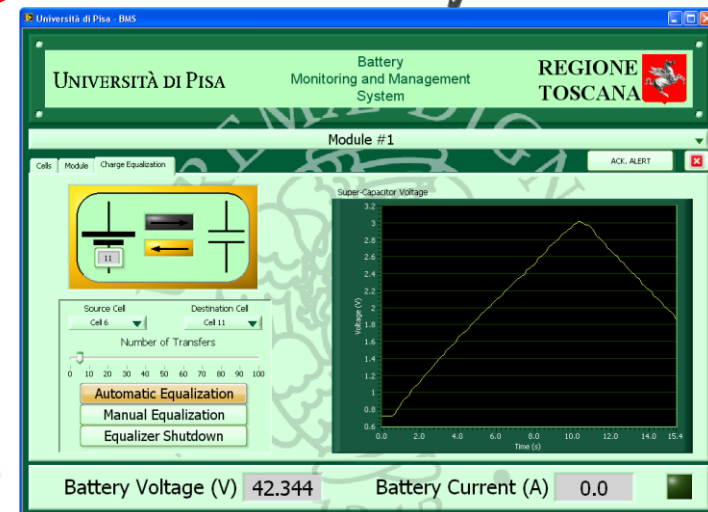 Università di Pisa - BMS
UNIVERSITÀ DI PISA
Battery
Monitoring and Management
System
REGIONE
TOSCANA
Module #1
Cells Module Charge Equalization
ACK. ALERT
11
Source Cell Destination Cell
Cell 6 Cell 11
Number of Transfers
0 10 20 30 40 50 60 70 80 90 100
Automatic Equalization
Manual Equalization
Equalizer Shutdown
Super-Capacitor Voltage
Voltage (V)
3.2
3
2.8
2.6
2.4
2.2
2
1.8
1.6
1.4
1.2
1
0.8
0.6
0.0 2.0 4.0 6.0 8.0 10.0 12.0 14.0 15.4
Time (s)
Battery Voltage (V) 42.344 Battery Current (A) 0.0